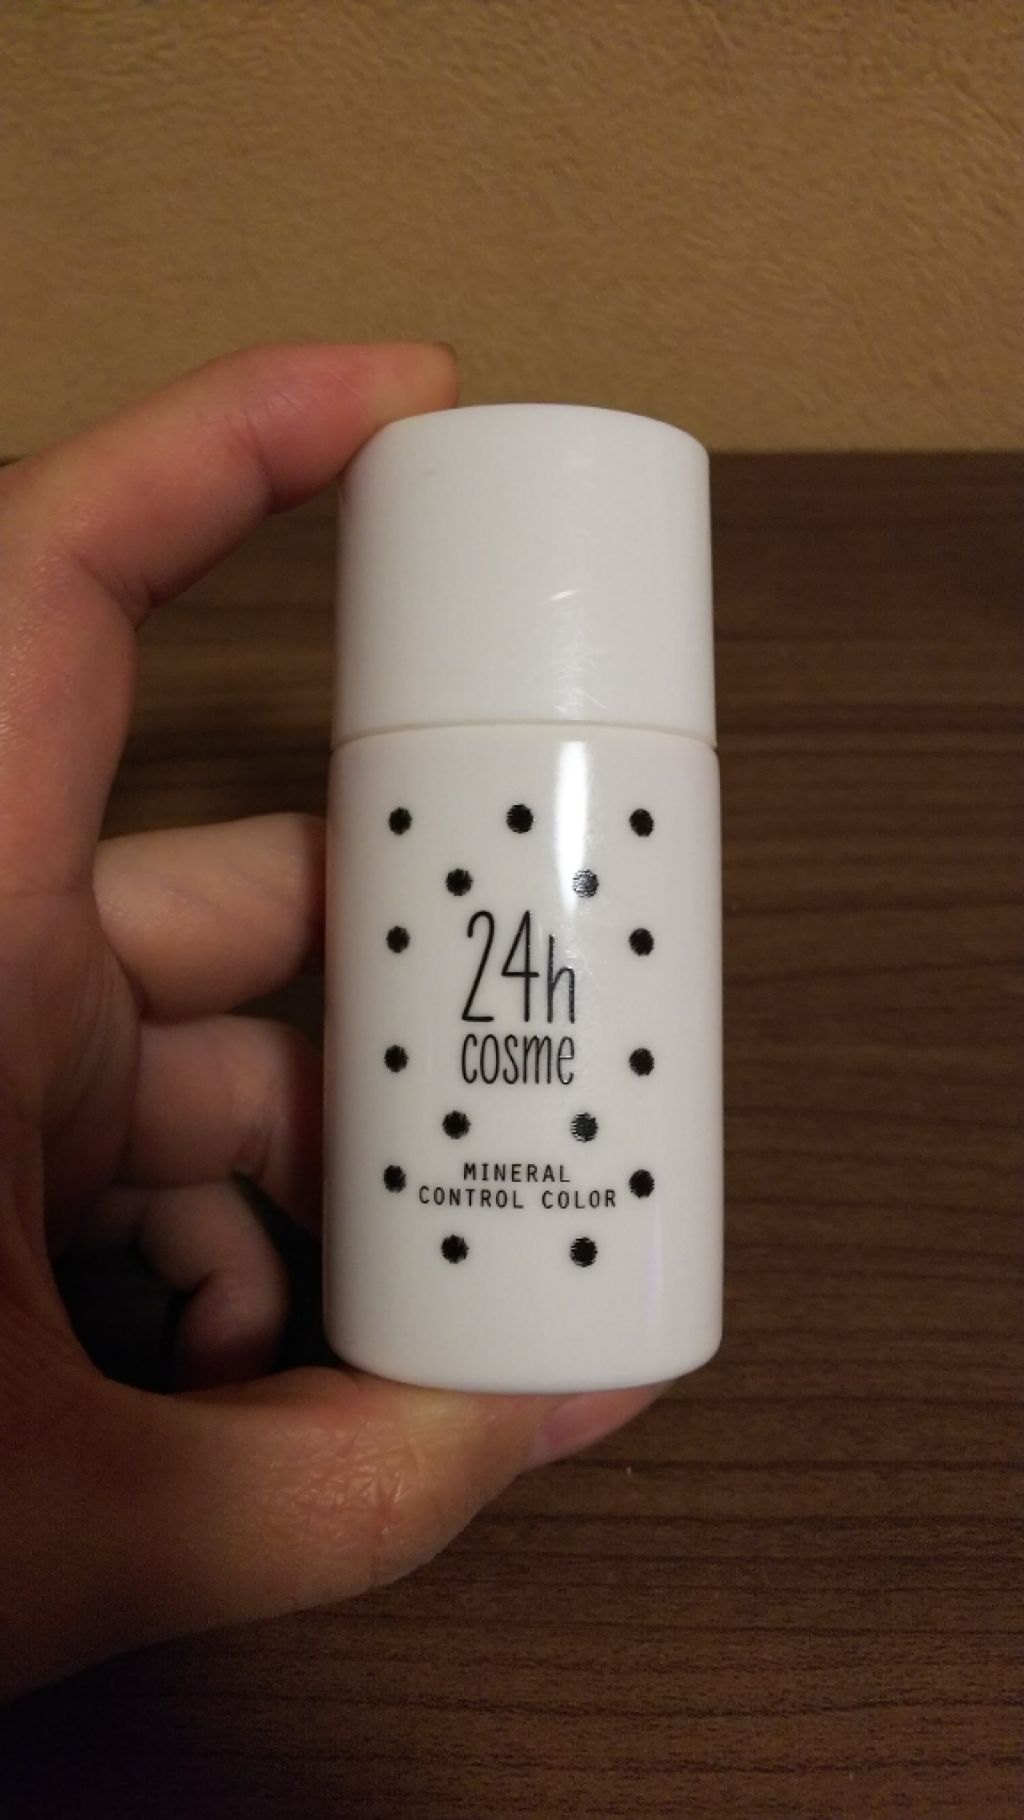 24h
cosme
MINERAL
CONTROL COLOR